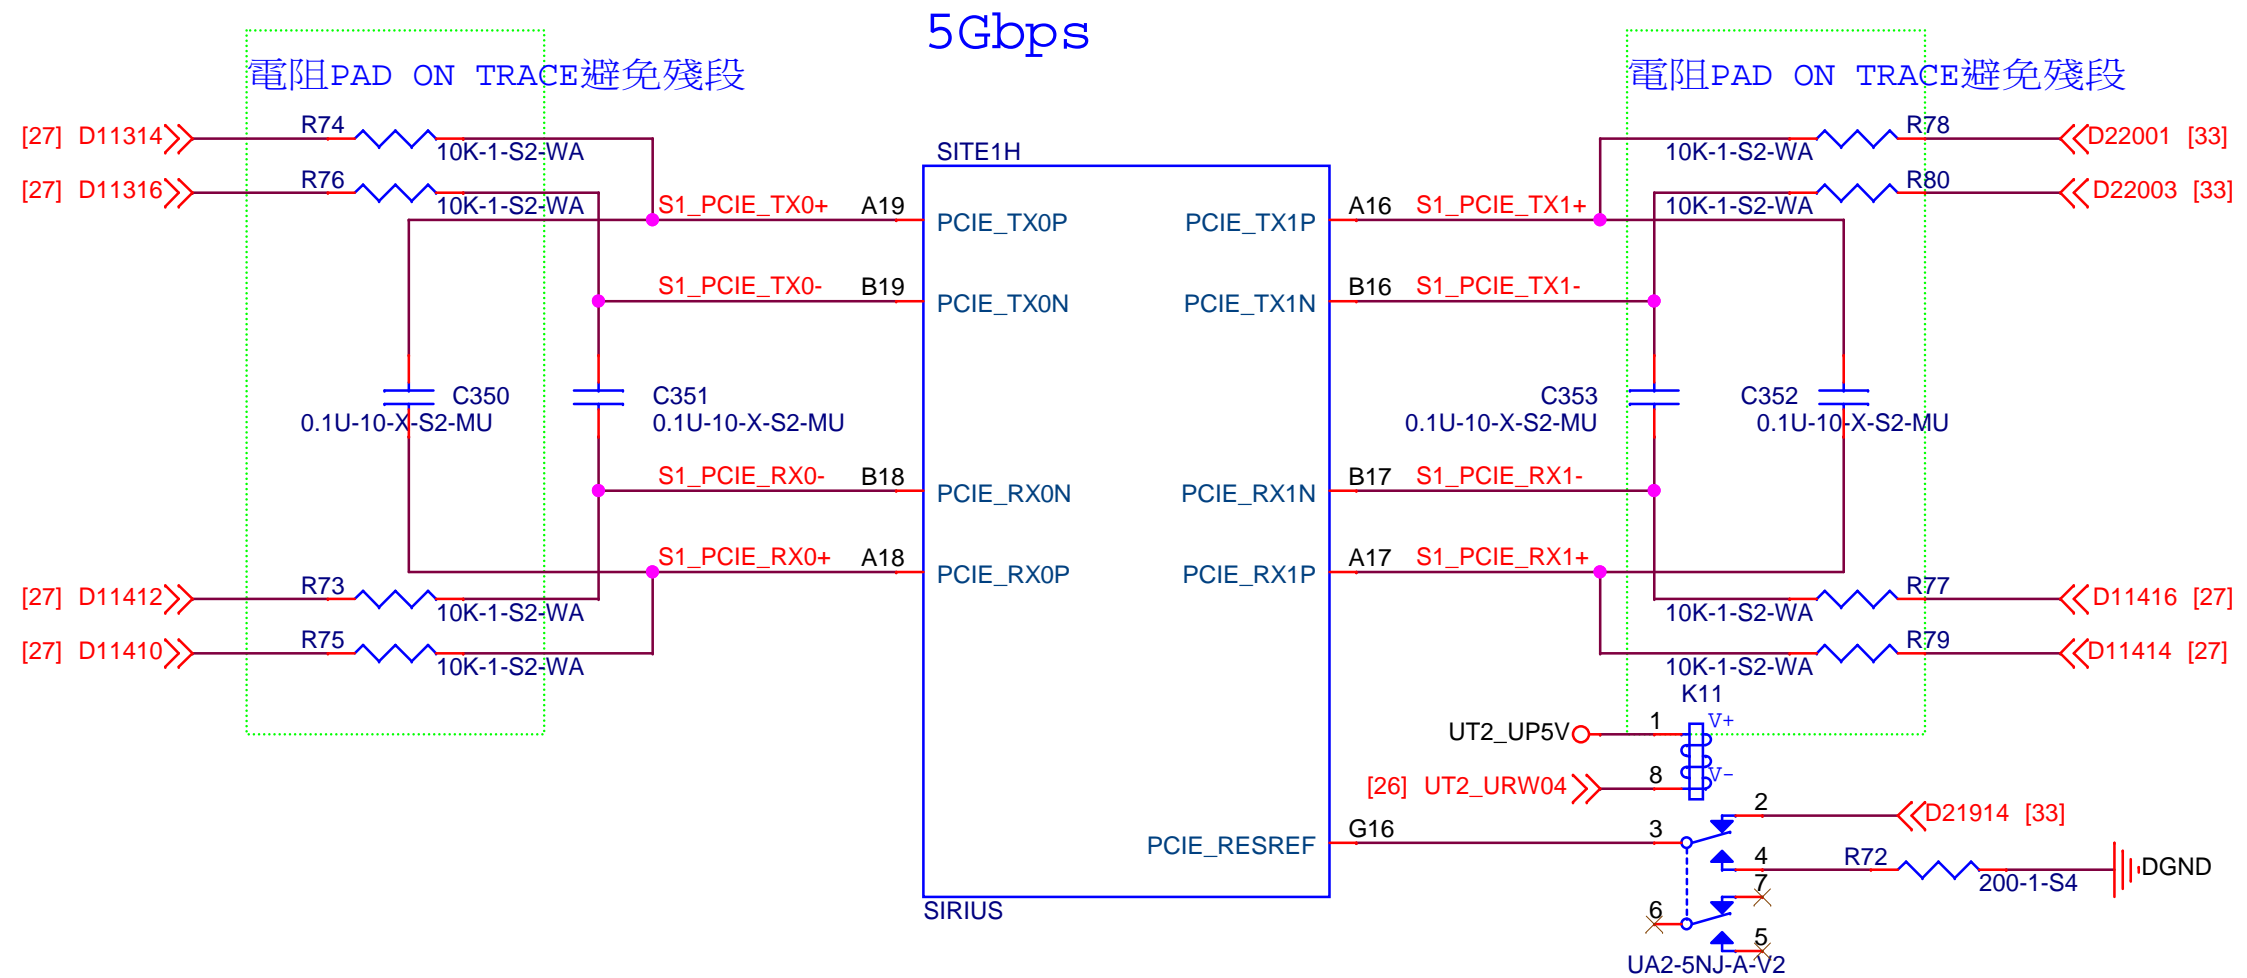 5Gbps
電阻PAD ON TRACE避免殘段
電阻PAD ON TRACE避免殘段
[27] D11314
R74
10K-1-S2-WA
[27] D11316
R76
10K-1-S2-WA
SITE1H
R78
10K-1-S2-WA
D22001 [33]
R80
10K-1-S2-WA
D22003 [33]
S1_PCIE_TX0+ A19 PCIE_TX0P
PCIE_TX1P A16 S1_PCIE_TX1+
S1_PCIE_TX0- B19 PCIE_TX0N
PCIE_TX1N B16 S1_PCIE_TX1-
C350
0.1U-10-X-S2-MU
C351
0.1U-10-X-S2-MU
C353
0.1U-10-X-S2-MU
C352
0.1U-10-X-S2-MU
S1_PCIE_RX0- B18 PCIE_RX0N
PCIE_RX1N B17 S1_PCIE_RX1-
S1_PCIE_RX0+ A18 PCIE_RX0P
PCIE_RX1P A17 S1_PCIE_RX1+
[27] D11412
R73
10K-1-S2-WA
[27] D11410
R75
10K-1-S2-WA
R77
10K-1-S2-WA
D11416 [27]
R79
10K-1-S2-WA
D11414 [27]
K11
UT2_UP5V
1
V+
[26] UT2_URW04
8
V-
2
D21914 [33]
PCIE_RESREF G16
3
4
R72
200-1-S4
DGND
7
6
5
UA2-5NJ-A-V2
SIRIUS